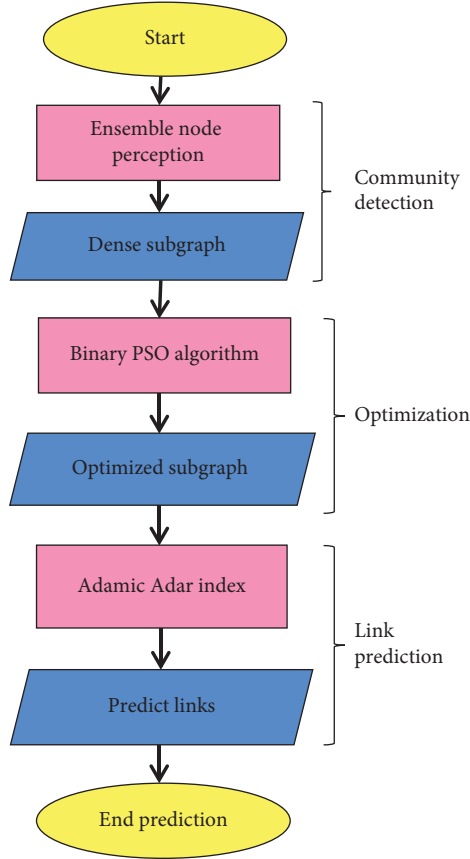 Start
Ensemble node
perception
Community
detection
Dense subgraph
Binary PSO algorithm
Optimization
Optimized subgraph
Adamic Adar index
Link
prediction
Predict links
End prediction